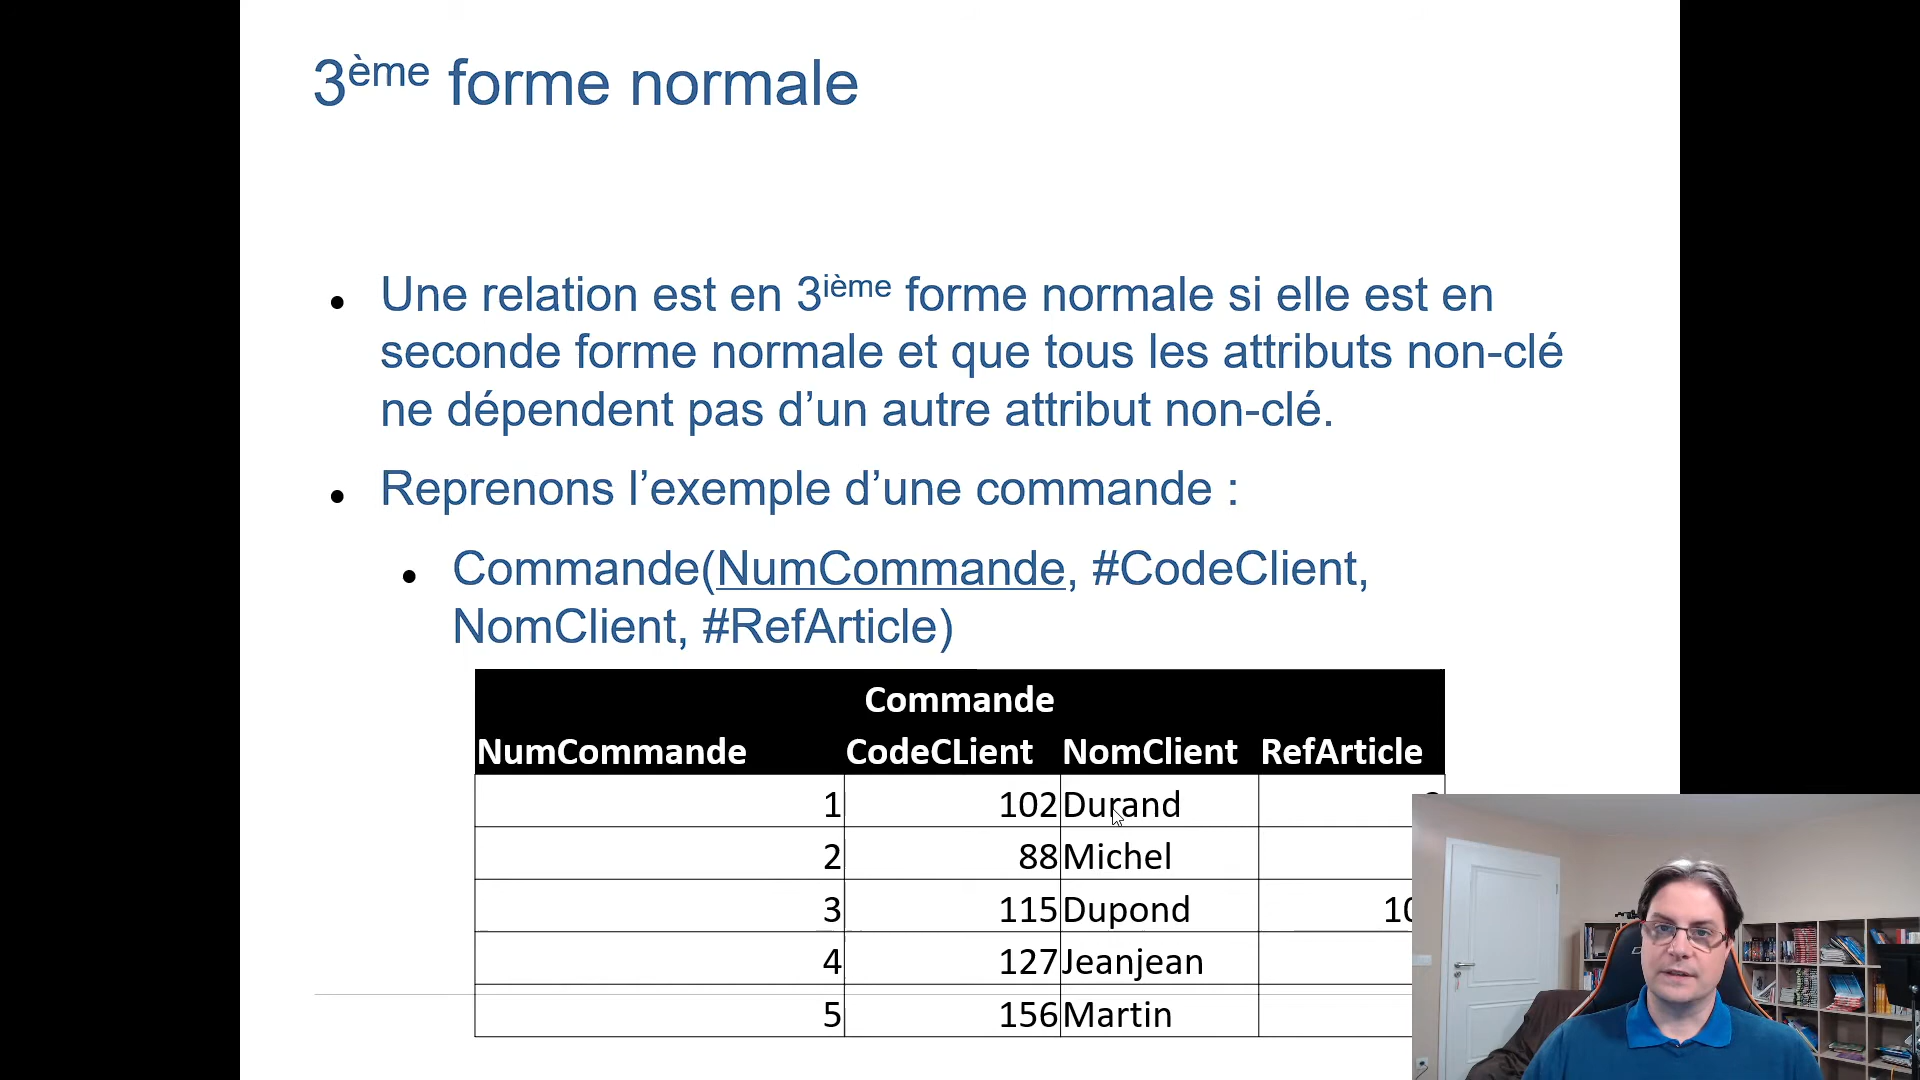 3ème forme normale
• Une relation est en 3ième forme normale si elle est en
seconde forme normale et que tous les attributs non-clé
ne dépendent pas d’un autre attribut non-clé.
• Reprenons l’exemple d’une commande :
• Commande(NumCommande, #CodeClient,
NomClient, #RefArticle)
Commande
NumCommande CodeCLient NomClient RefArticle
1 102 Durand
2 88 Michel
3 115 Dupond
4 127 Jeanjean
5 156 Martin